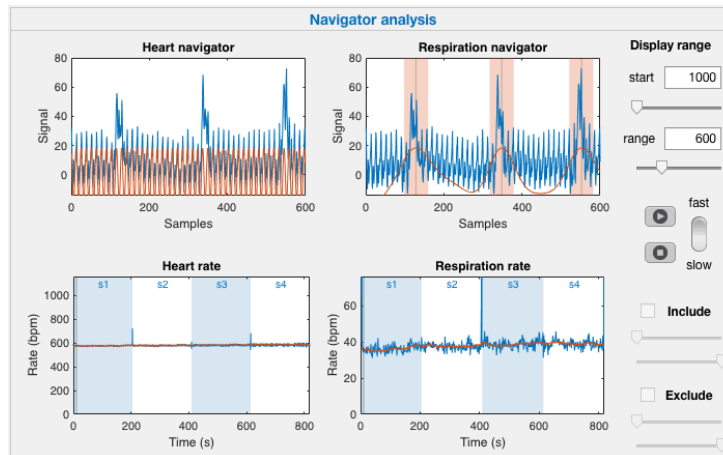 Navigator analysis
Heart navigator
Respiration navigator
Display range
80
60
40
20
0
Signal
0
200
400
600
Samples
80
60
40
20
0
Signal
0
200
400
600
Samples
start
1000
range
600
fast
slow
Heart rate
s1
s2
s3
s4
1000
800
600
400
200
0
Rate (bpm)
0
200
400
600
800
Time (s)
Respiration rate
s1
s2
s3
s4
60
40
20
0
Rate (bpm)
0
200
400
600
800
Time (s)
Include
Exclude